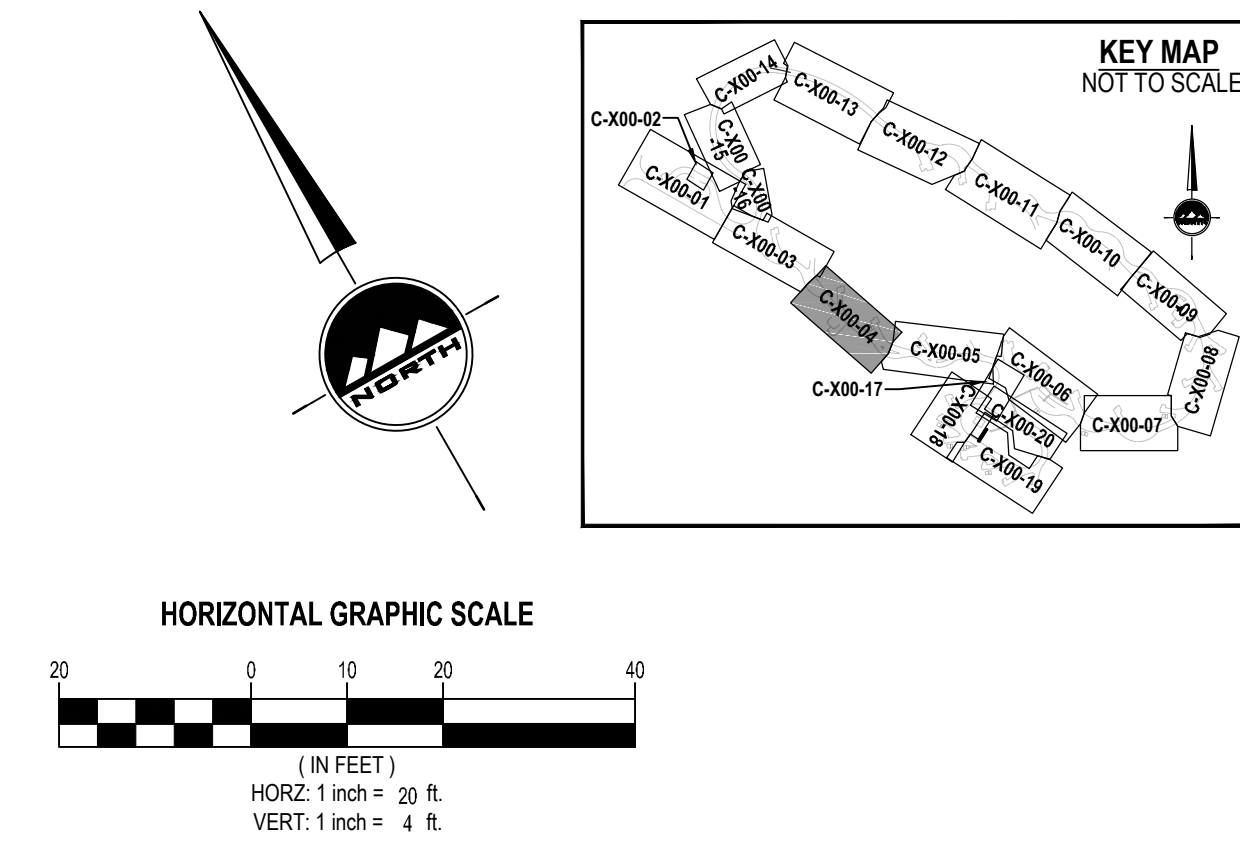 KEY MAP
NOT TO SCALE
C-X00-14
C-X00-13
C-X00-02
C-X00
-15
C-X00-12
C-X00-01
C-X00
-16
C-X00-11
C-X00-03
C-X00-10
NORTH
C-X00-09
C-X00-04
C-X00-05
C-X00-06
C-X00-08
C-X00-17
C-X00-18
C-X00-20
C-X00-07
C-X00-19
NORTH
HORIZONTAL GRAPHIC SCALE
20 0 10 20 40
( IN FEET )
HORZ: 1 inch = 20 ft.
VERT: 1 inch = 4 ft.